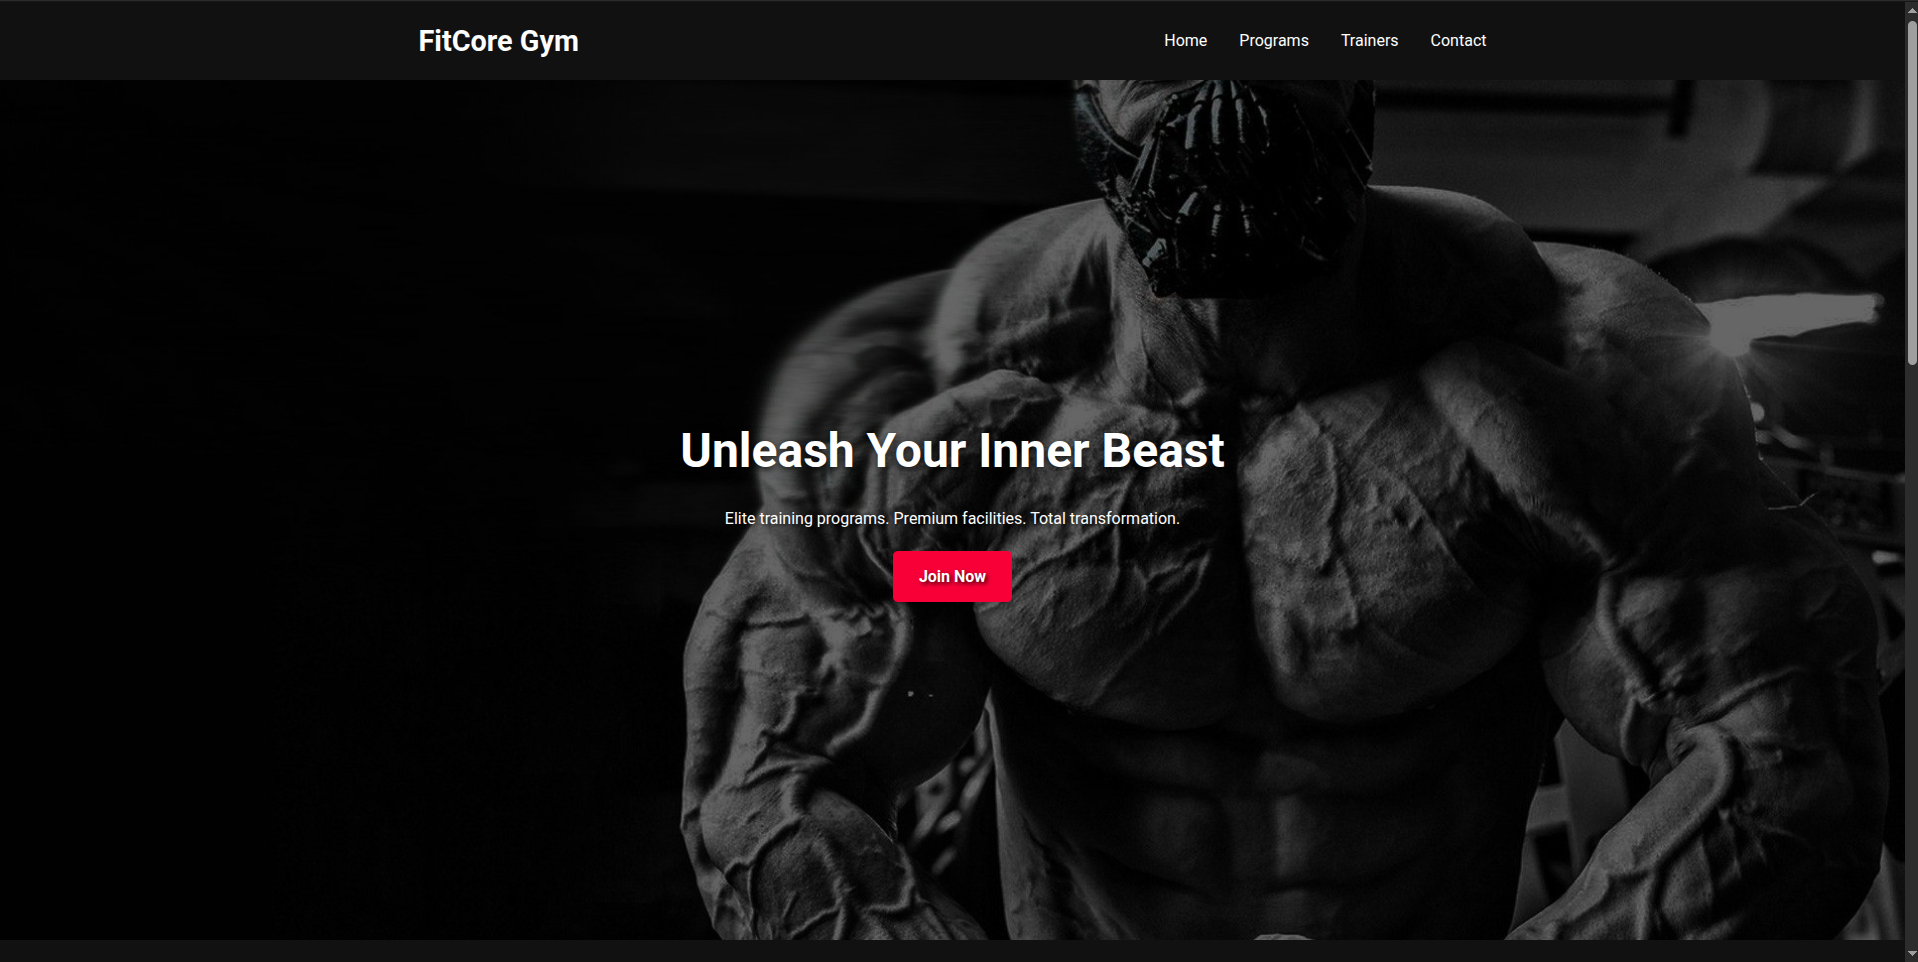 FitCore Gym
Home Programs Trainers Contact
Unleash Your Inner Beast
Elite training programs. Premium facilities. Total transformation.
Join Now